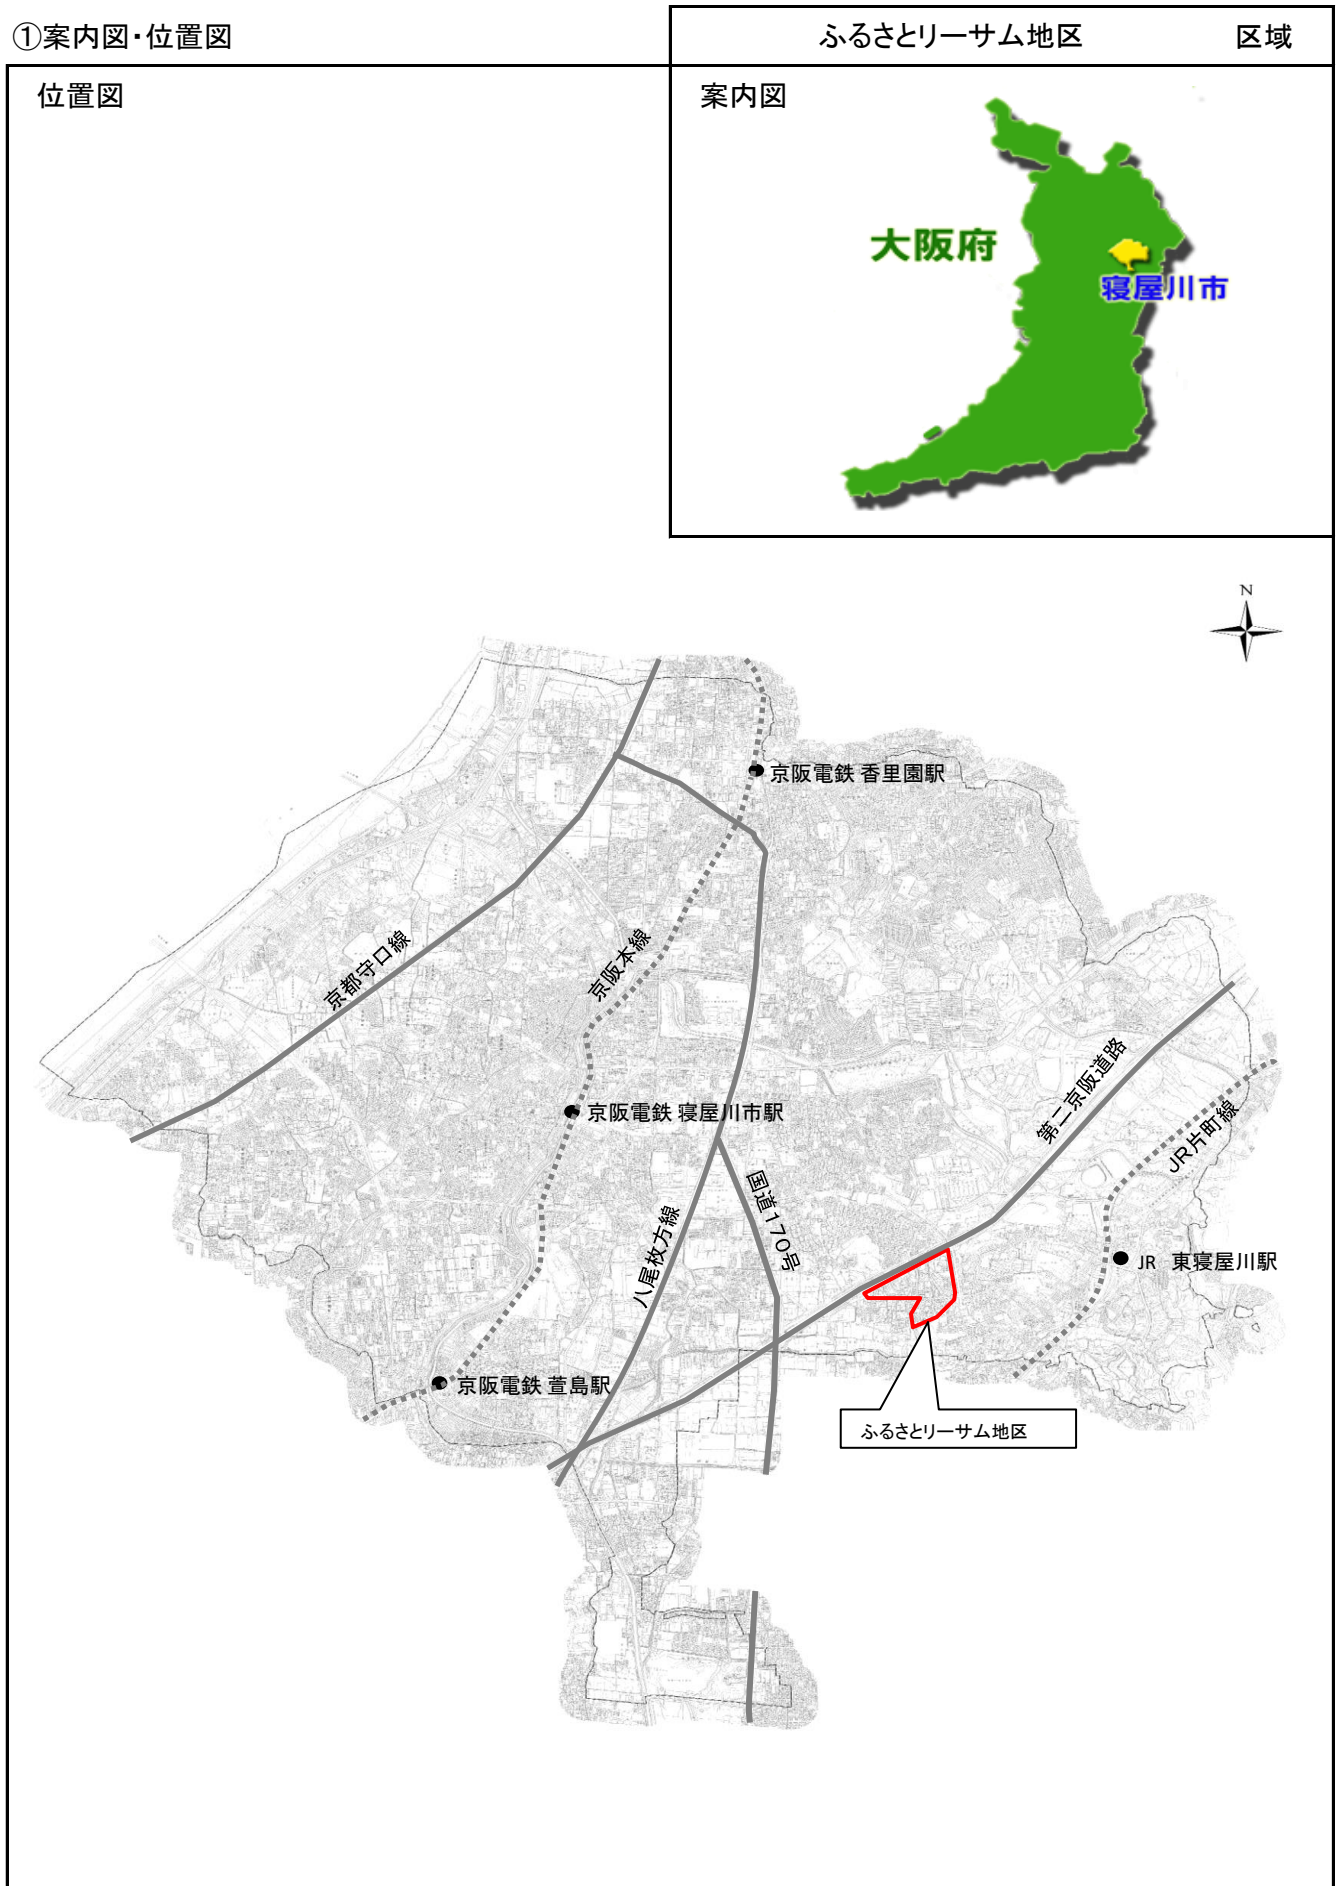 ①案内図・位置図
ふるさとリーサム地区 区域
位置図
案内図
大阪府
寝屋川市
N
京阪電鉄 香里園駅
京都守口線
京阪本線
第二京阪道路
JR片町線
京阪電鉄 寝屋川市駅
国道170号
八尾枚方線
JR 東寝屋川駅
京阪電鉄 萱島駅
ふるさとリーサム地区